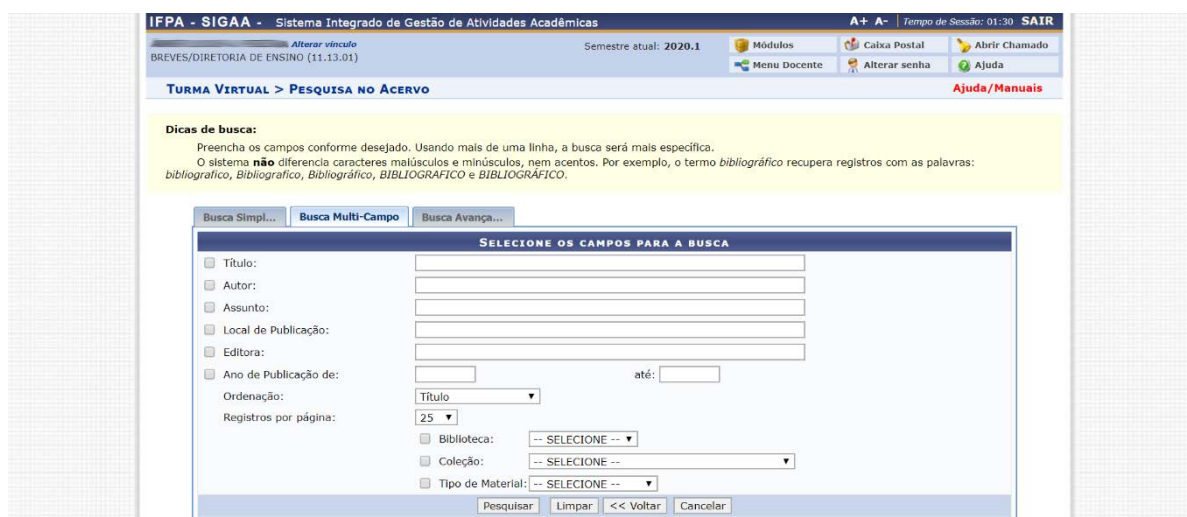 IFPA - SIGAA - Sistema Integrado de Gestão de Atividades Acadêmicas A+ A- Tempo de Sessão: 01:30 SAIR
Alterar vínculo Semestre atual: 2020.1 Módulos Caixa Postal Abrir Chamado
BREVES/DIRETORIA DE ENSINO (11.13.01) Menu Docente Alterar senha Ajuda
TURMA VIRTUAL > PESQUISA NO ACERVO Ajuda/Manuais
Dicas de busca:
Preencha os campos conforme desejado. Usando mais de uma linha, a busca será mais específica.
O sistema não diferencia caracteres maiúsculos e minúsculos, nem acentos. Por exemplo, o termo bibliográfico recupera registros com as palavras:
bibliografico, Bibliografico, Bibliográfico, BIBLIOGRAFICO e BIBLIOGRÁFICO.
Busca Simpl... Busca Multi-Campo Busca Avança...
SELECIONE OS CAMPOS PARA A BUSCA
Título:
Autor:
Assunto:
Local de Publicação:
Editora:
Ano de Publicação de: até:
Ordenação: Título
Registros por página: 25
Biblioteca: -- SELECIONE --
Coleção: -- SELECIONE --
Tipo de Material: -- SELECIONE --
Pesquisar Limpar << Voltar Cancelar